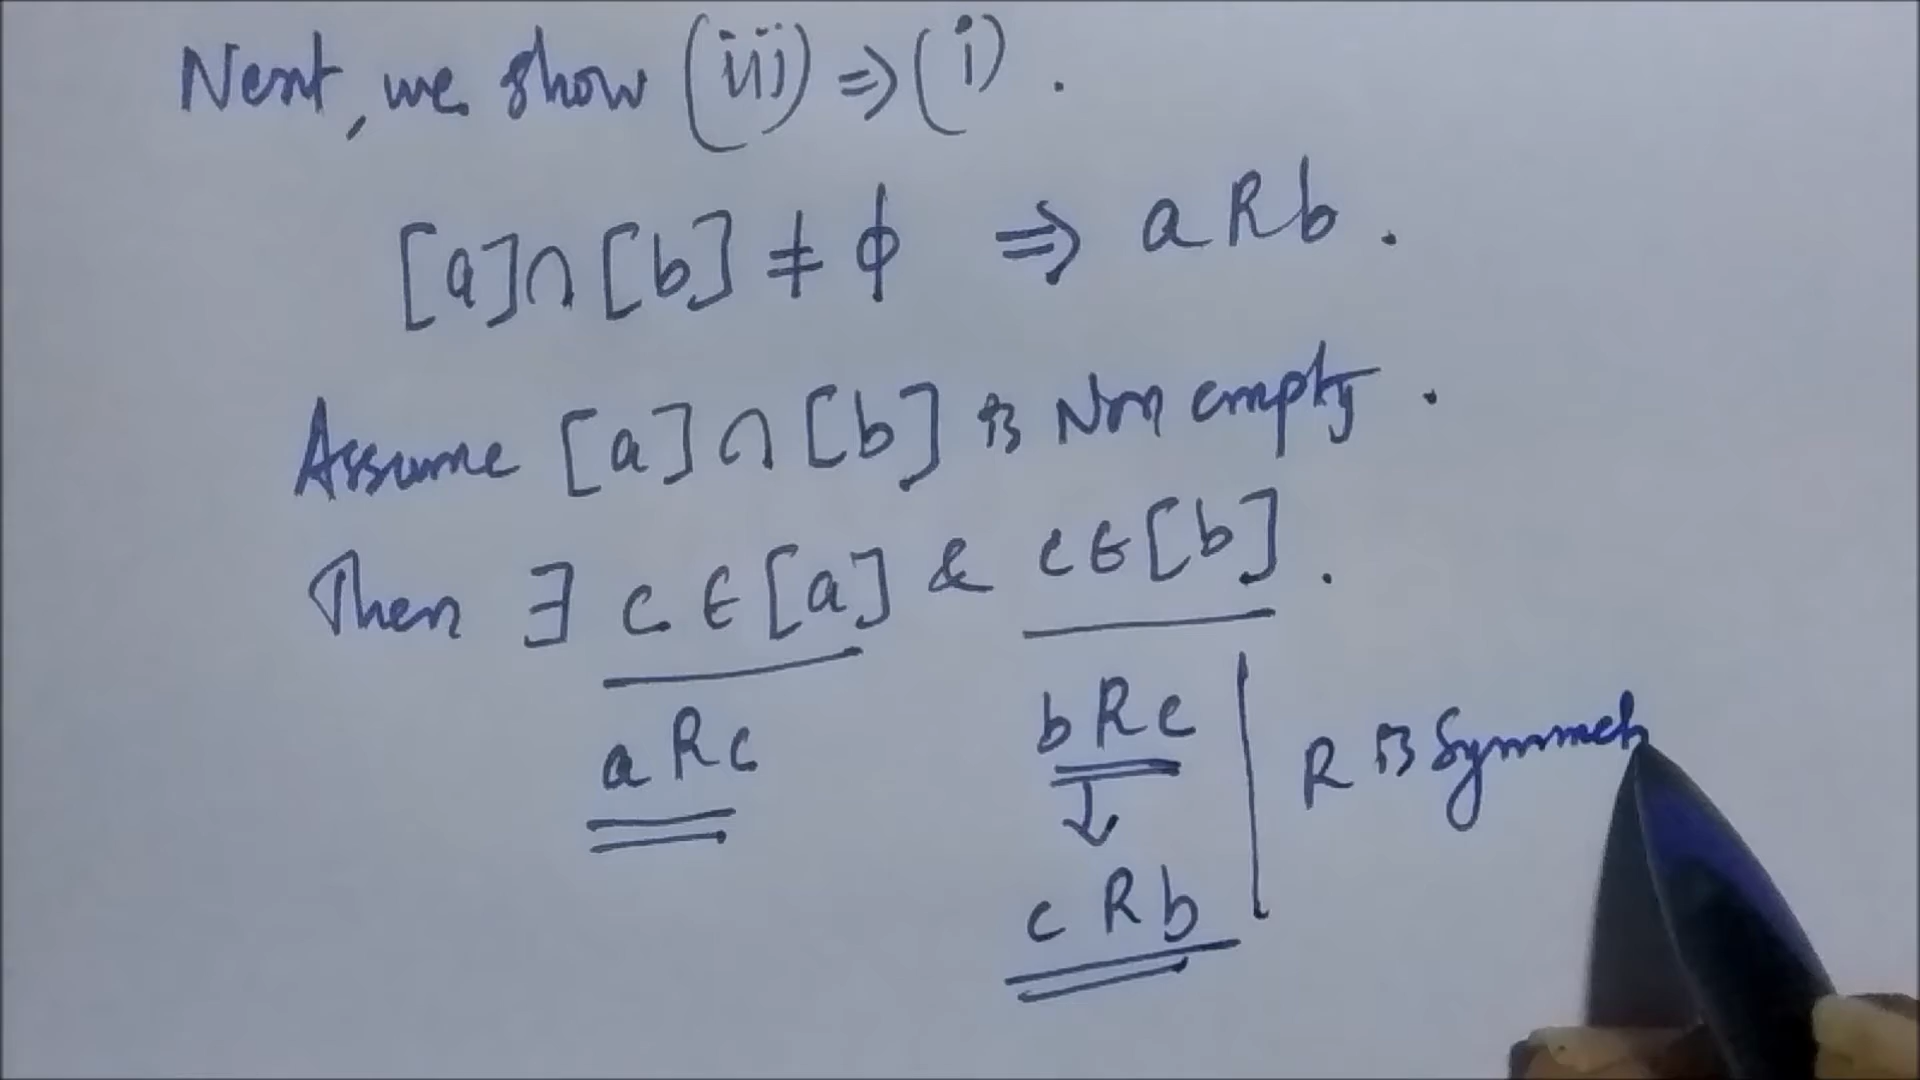 Next, we show (iii) ⇒ (i).
[a]∩[b] ≠ ϕ ⇒ aRb.
Assume [a]∩[b] is Non empty.
Then ∃ c ∈ [a] & c∈[b].
aRc
bRc
↓
cRb
R is Symmetr